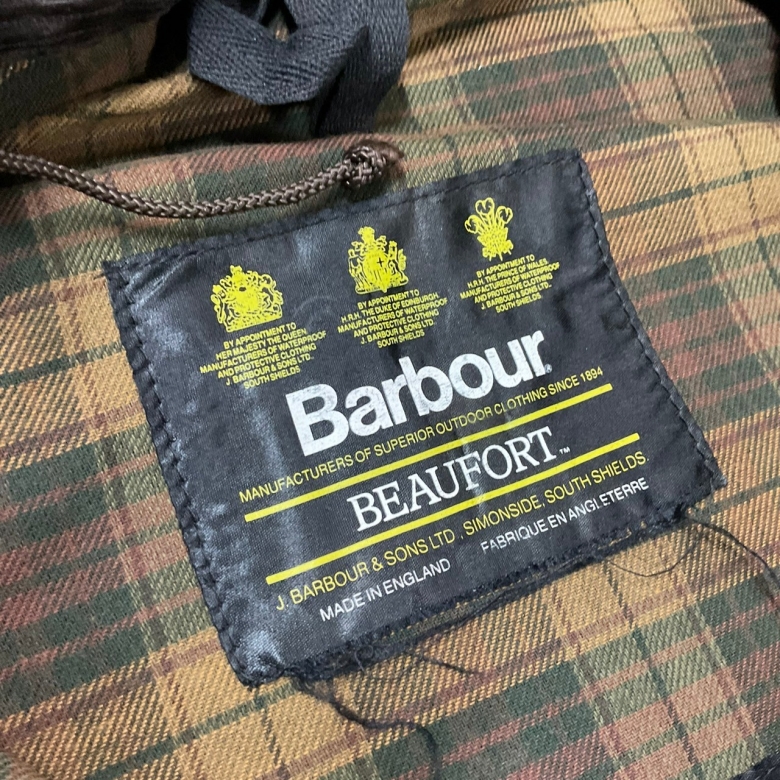 BY APPOINTMENT TO
HER MAJESTY THE QUEEN
MANUFACTURERS OF WATERPROOF
AND PROTECTIVE CLOTHING
J. BARBOUR & SONS LTD.
SOUTH SHIELDS
BY APPOINTMENT TO
H.R.H. THE DUKE OF EDINBURGH
MANUFACTURERS OF WATERPROOF
AND PROTECTIVE CLOTHING
J. BARBOUR & SONS LTD.
SOUTH SHIELDS
BY APPOINTMENT TO
H.R.H. THE PRINCE OF WALES
MANUFACTURERS OF WATERPROOF
AND PROTECTIVE CLOTHING
J. BARBOUR & SONS LTD.
SOUTH SHIELDS
Barbour®
MANUFACTURERS OF SUPERIOR OUTDOOR CLOTHING SINCE 1894
BEAUFORT™
J. BARBOUR & SONS LTD . SIMONSIDE, SOUTH SHIELDS.
MADE IN ENGLAND FABRIQUE EN ANGLETERRE